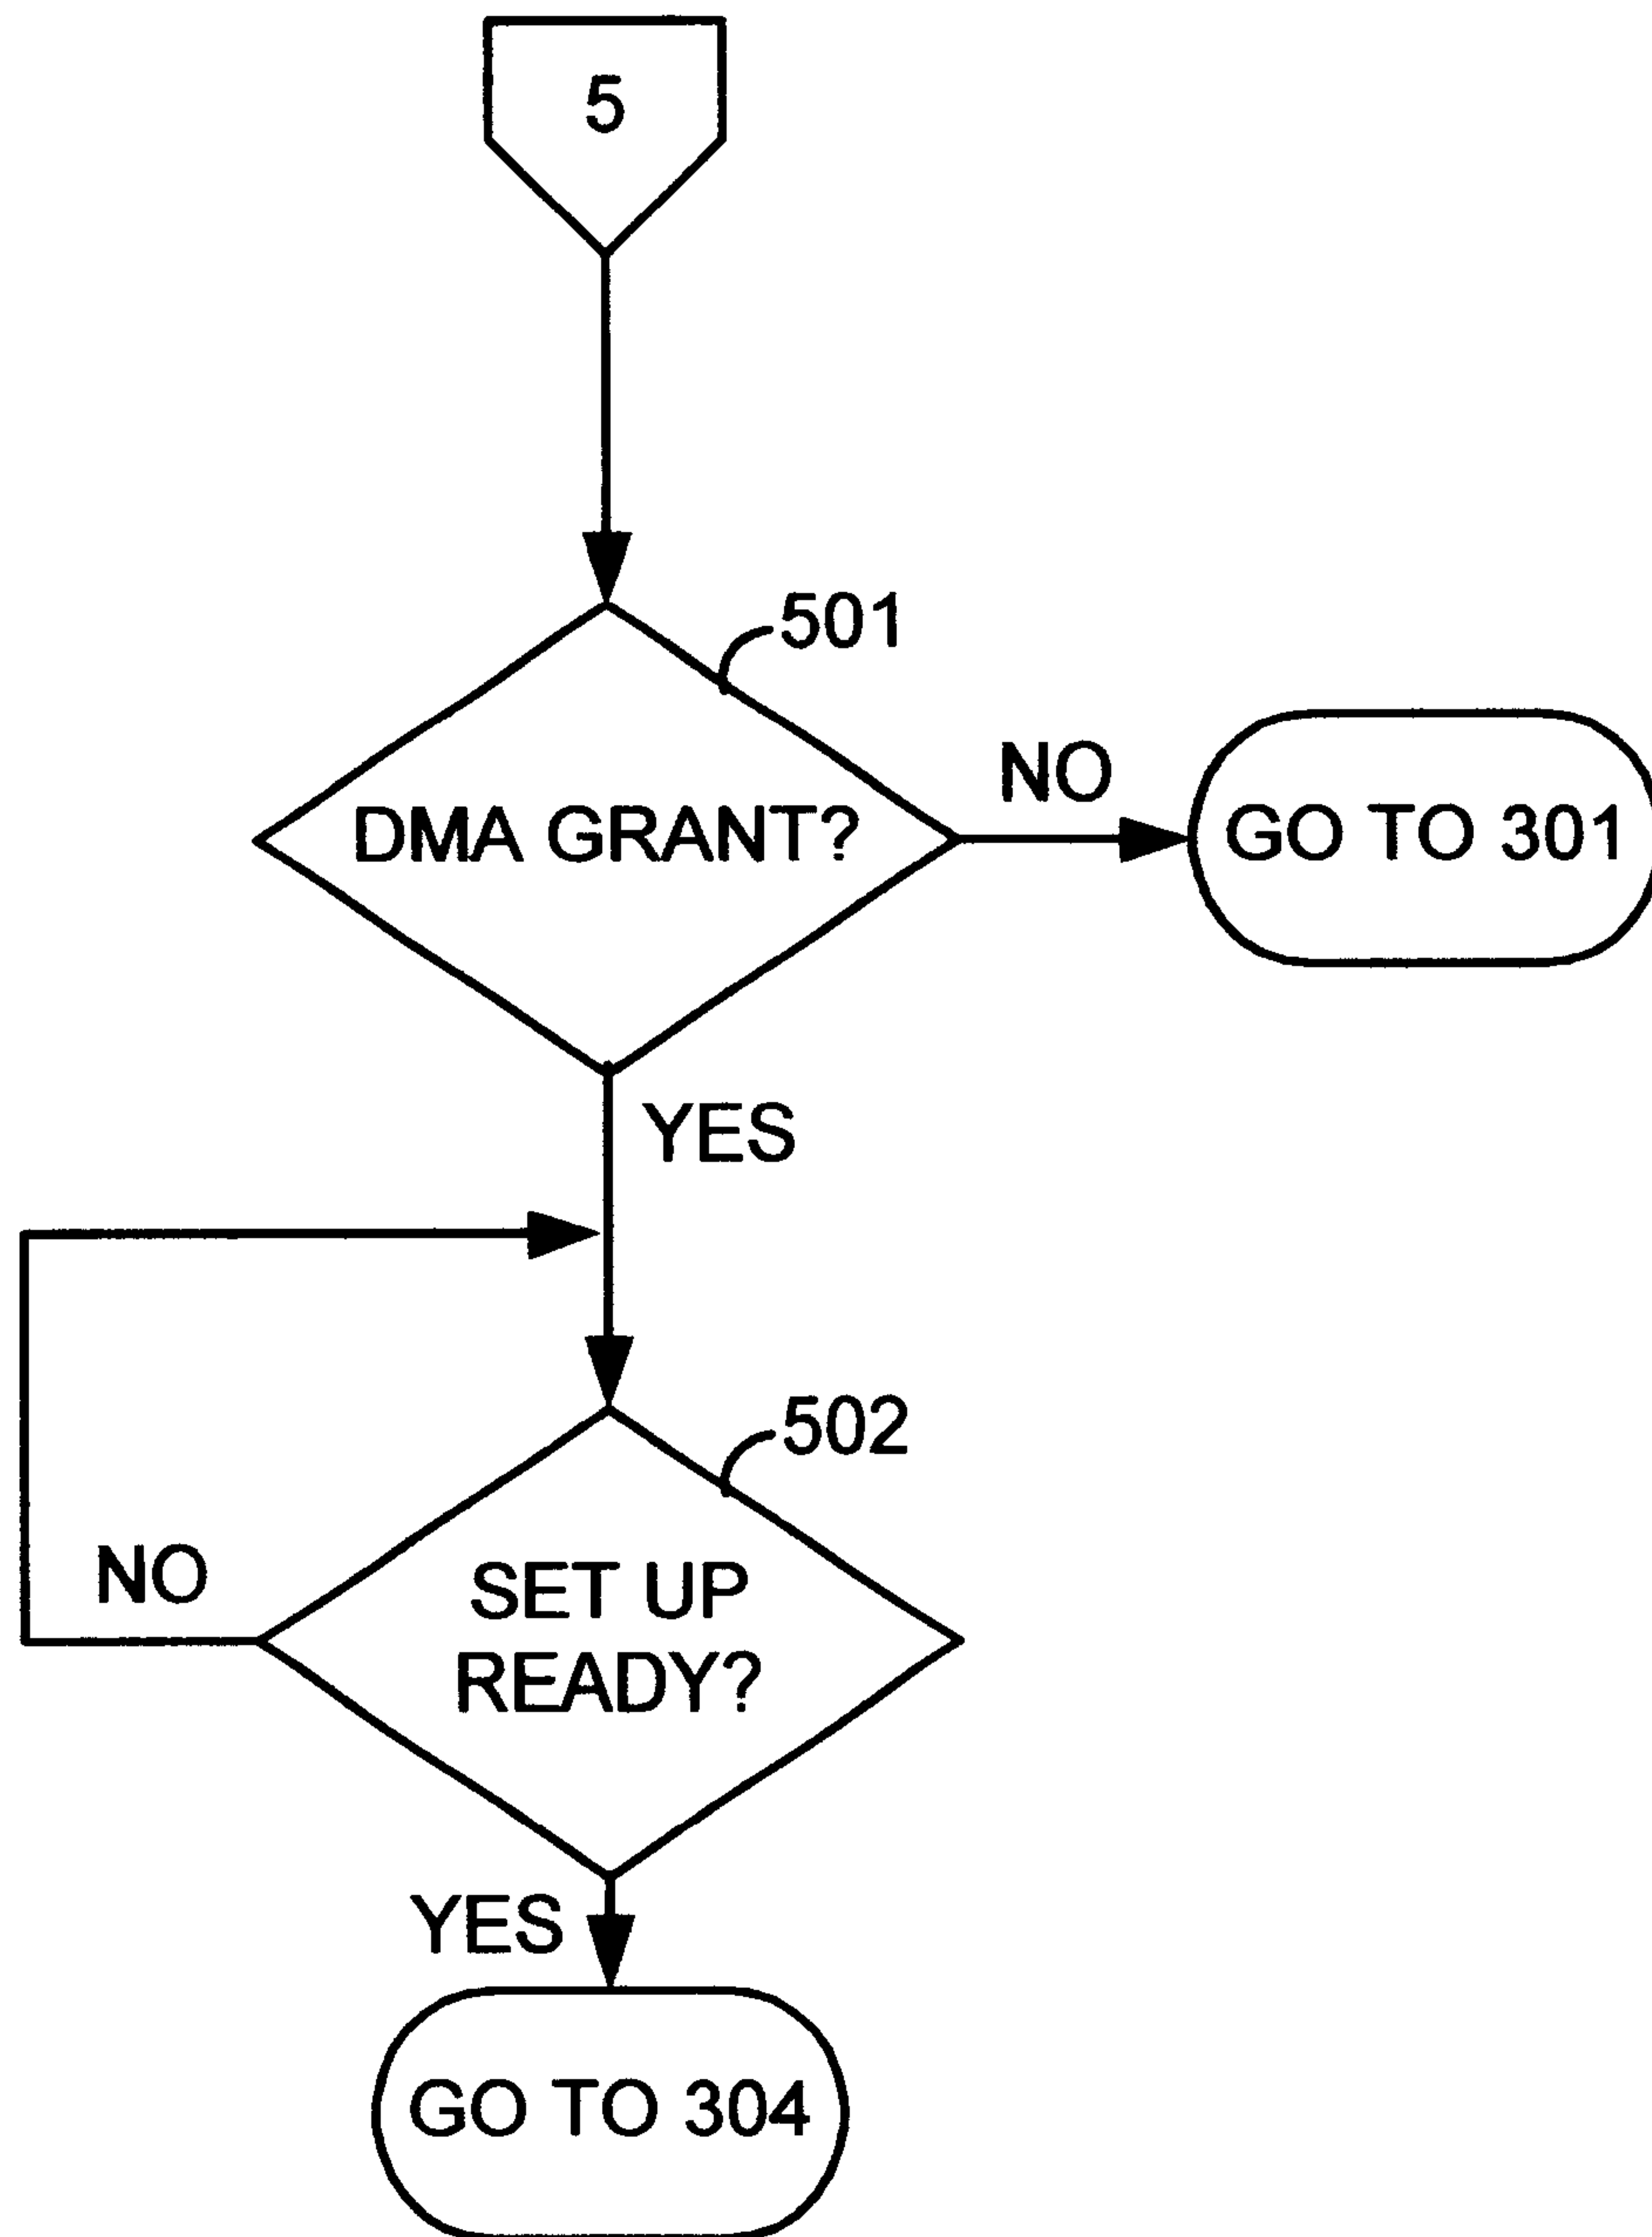 5
501
DMA GRANT?
NO
GO TO 301
YES
502
NO
SET UP
READY?
YES
GO TO 304